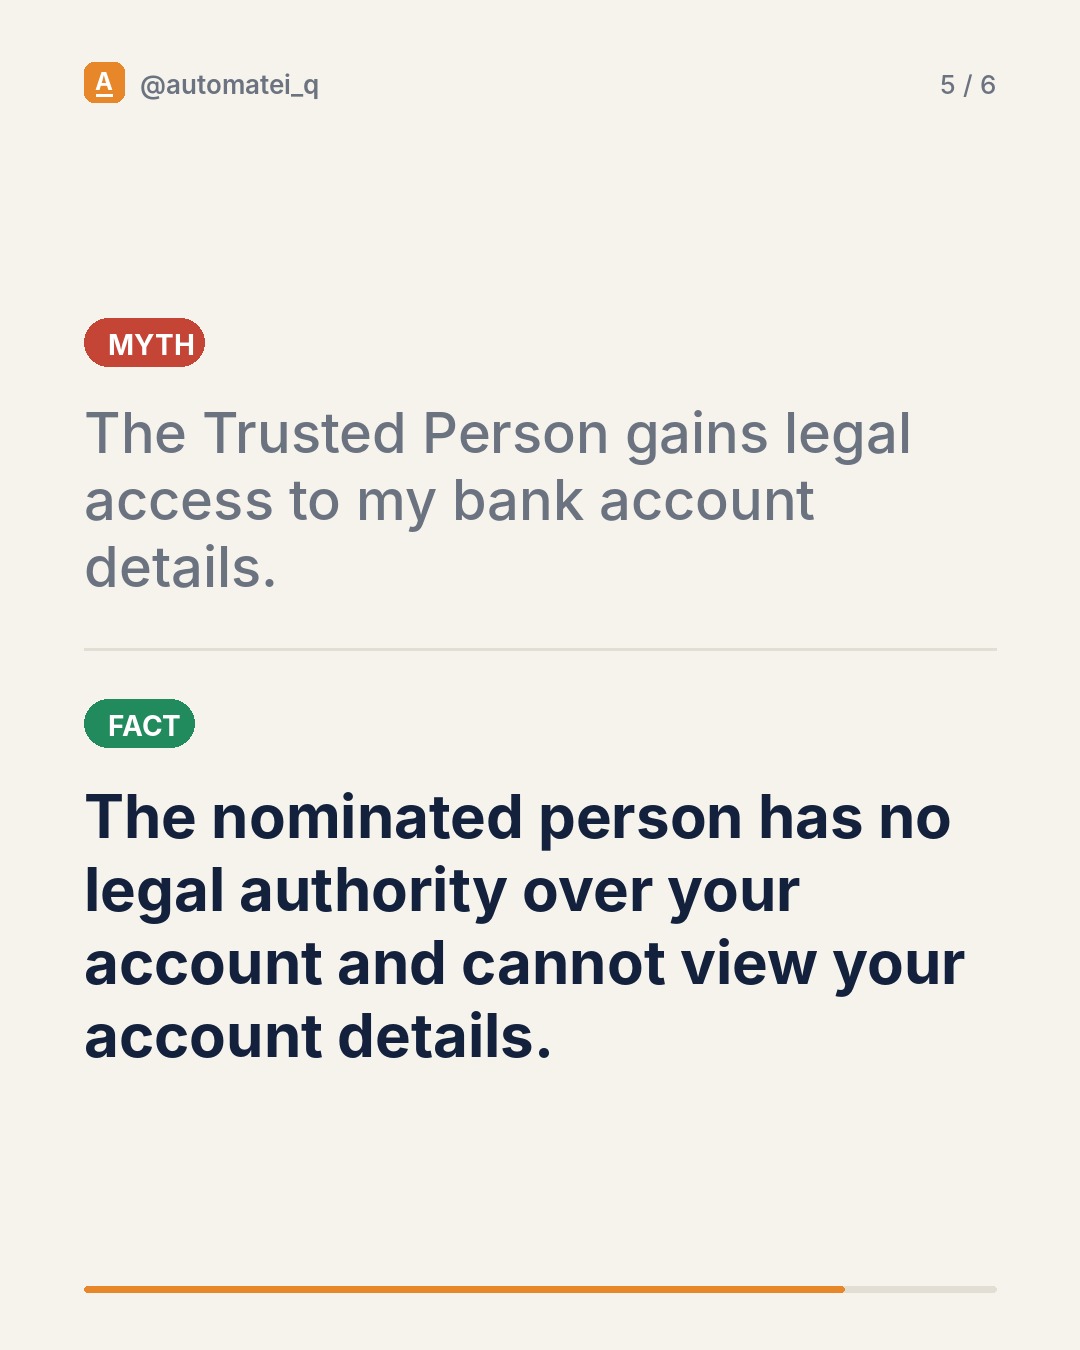 A
@automatei_q
5 / 6
MYTH
The Trusted Person gains legal
access to my bank account
details.
FACT
The nominated person has no
legal authority over your
account and cannot view your
account details.